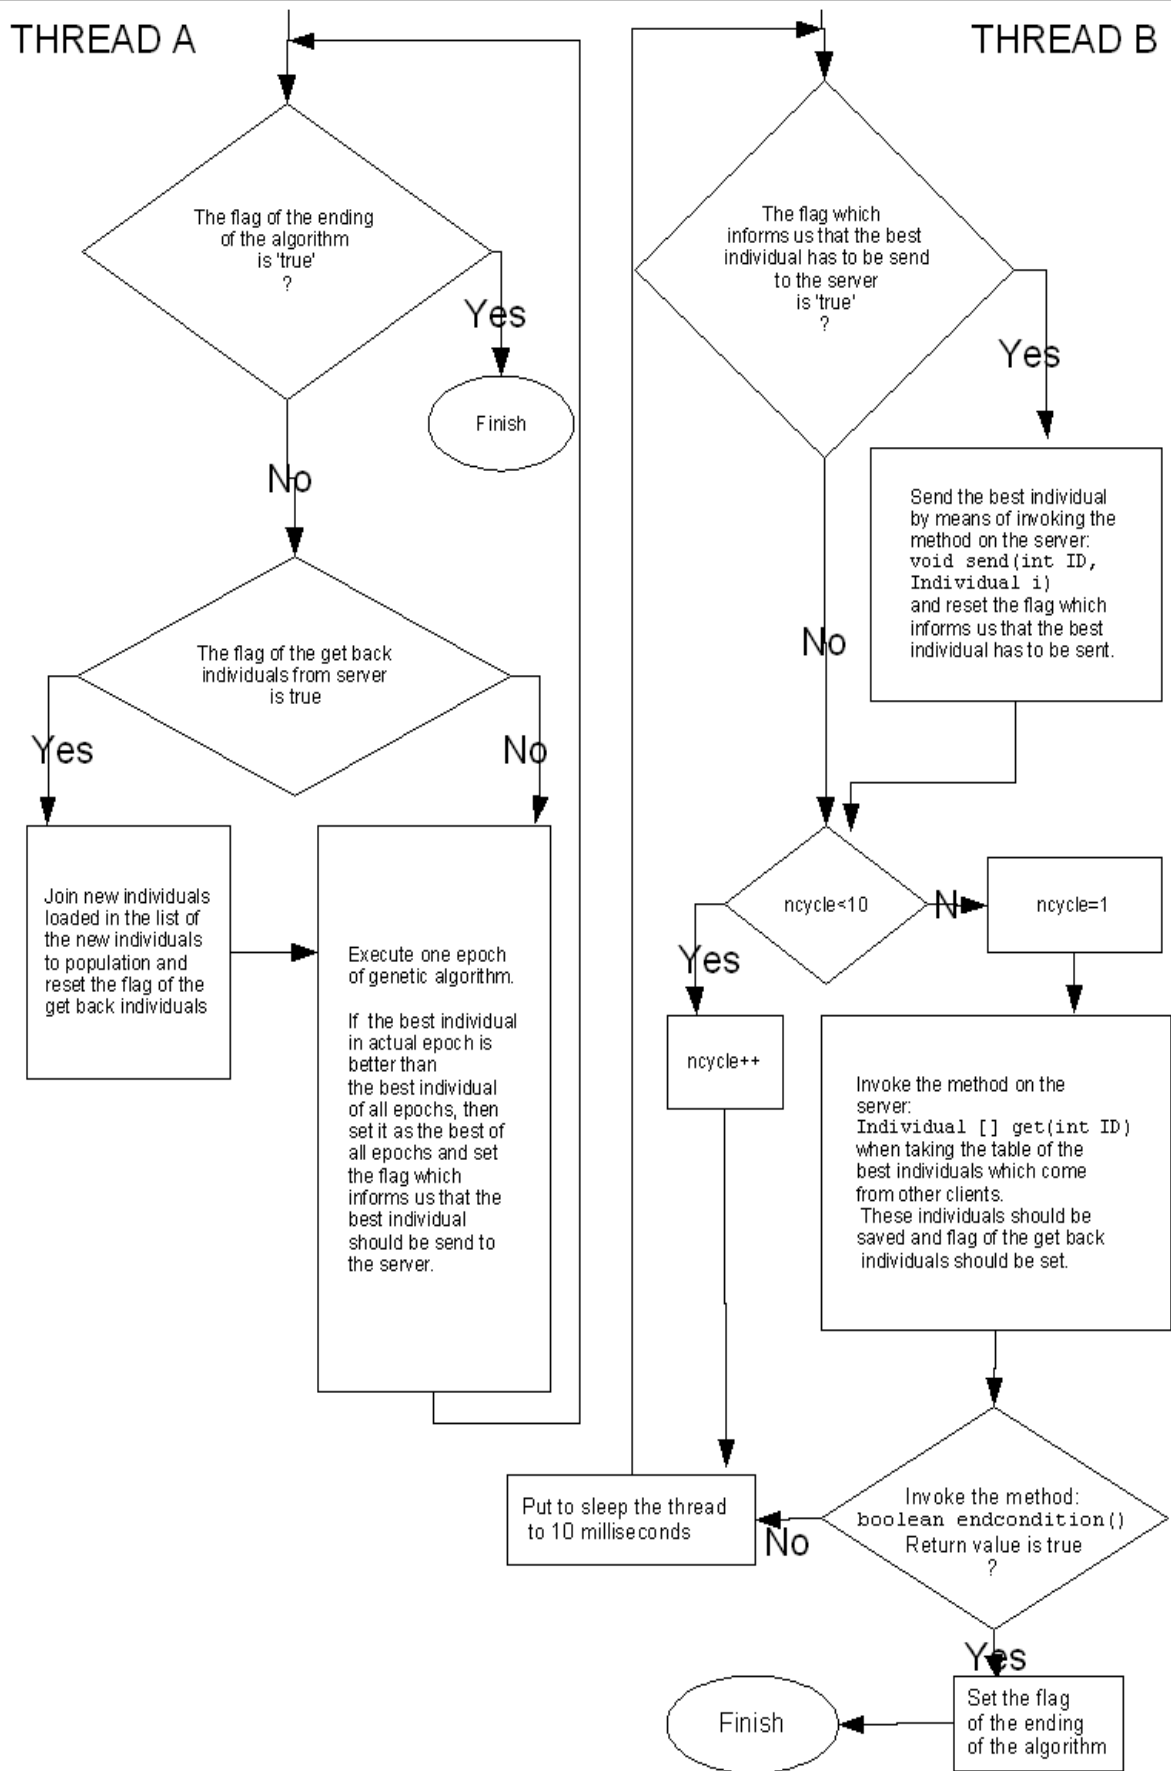 THREAD A
The flag of the ending
of the algorithm
is 'true'
?
Yes
Finish
No
The flag of the get back
individuals from server
is true
Yes
No
Join new individuals
loaded in the list of
the new individuals
to population and
reset the flag of the
get back individuals
Execute one epoch
of genetic algorithm.
If the best individual
in actual epoch is
better than
the best individual
of all epochs, then
set it as the best of
all epochs and set
the flag which
informs us that the
best individual
should be send to
the server.
THREAD B
The flag which
informs us that the best
individual has to be send
to the server
is 'true'
?
Yes
Send the best individual
by means of invoking the
method on the server:
void send(int ID,
Individual i)
and reset the flag which
informs us that the best
individual has to be sent.
No
ncycle<10
N
ncycle=1
Yes
ncycle++
Invoke the method on the
server:
Individual [] get(int ID)
when taking the table of the
best individuals which come
from other clients.
These individuals should be
saved and flag of the get back
individuals should be set.
Invoke the method:
boolean endcondition()
Return value is true
?
No
Put to sleep the thread
to 10 milliseconds
Yes
Set the flag
of the ending
of the algorithm
Finish